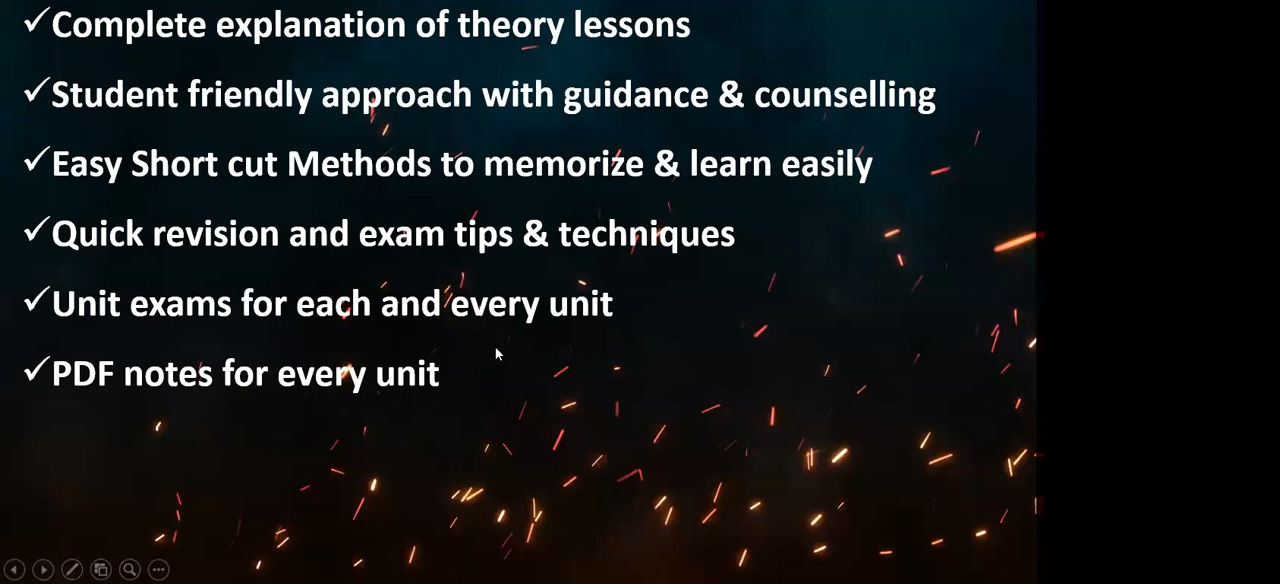 ✓Complete explanation of theory lessons
✓Student friendly approach with guidance & counselling
✓Easy Short cut Methods to memorize & learn easily
✓Quick revision and exam tips & techniques
✓Unit exams for each and every unit
✓PDF notes for every unit